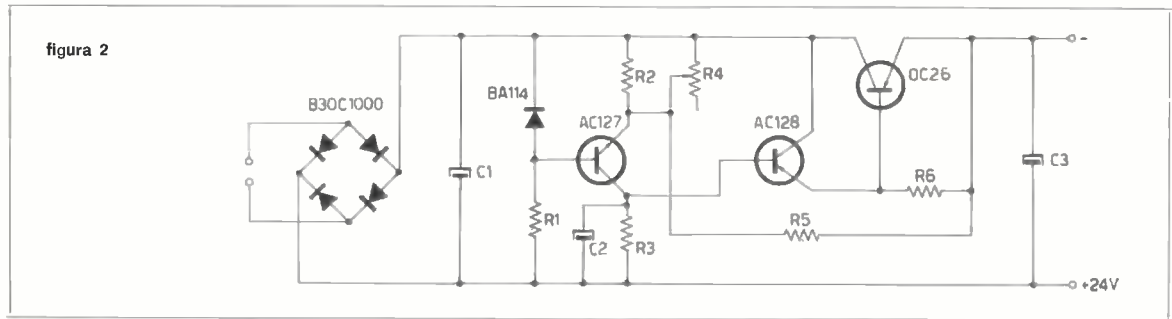 figura 2
B30C1000
C1
BA114
R1
R2
AC127
C2
R3
R4
AC128
R5
OC26
R6
C3
-
+24V